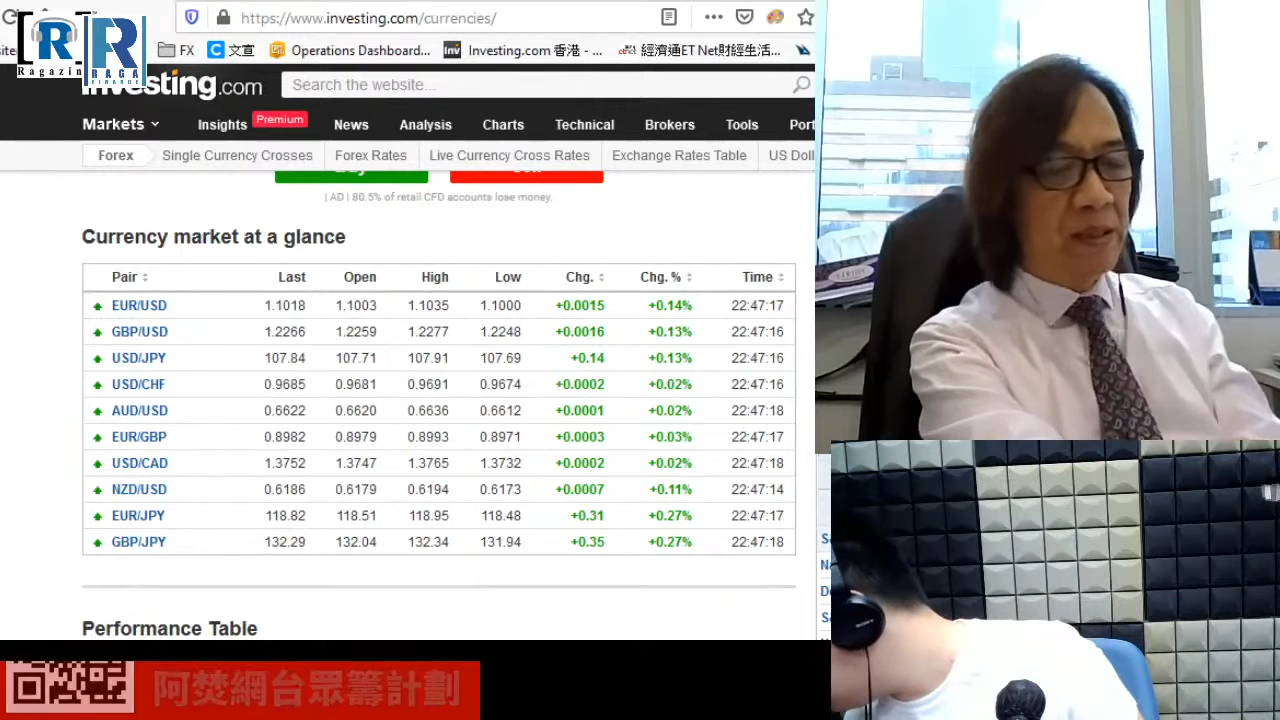 https://www.investing.com/currencies/
FX
文宣
Operations Dashboard...
Investing.com 香港 - ...
經濟通ET Net財經生活...
R R
Ragazin
RAGA
FINANCE
investing.com
Search the website...
Markets
Insights
Premium
News
Analysis
Charts
Technical
Brokers
Tools
Port
Forex
Single Currency Crosses
Forex Rates
Live Currency Cross Rates
Exchange Rates Table
US Doll
| AD | 80.5% of retail CFD accounts lose money.
Currency market at a glance
Pair Last Open High Low Chg. Chg. % Time
EUR/USD 1.1018 1.1003 1.1035 1.1000 +0.0015 +0.14% 22:47:17
GBP/USD 1.2266 1.2259 1.2277 1.2248 +0.0016 +0.13% 22:47:16
USD/JPY 107.84 107.71 107.91 107.69 +0.14 +0.13% 22:47:16
USD/CHF 0.9685 0.9681 0.9691 0.9674 +0.0002 +0.02% 22:47:16
AUD/USD 0.6622 0.6620 0.6636 0.6612 +0.0001 +0.02% 22:47:18
EUR/GBP 0.8982 0.8979 0.8993 0.8971 +0.0003 +0.03% 22:47:17
USD/CAD 1.3752 1.3747 1.3765 1.3732 +0.0002 +0.02% 22:47:18
NZD/USD 0.6186 0.6179 0.6194 0.6173 +0.0007 +0.11% 22:47:14
EUR/JPY 118.82 118.51 118.95 118.48 +0.31 +0.27% 22:47:17
GBP/JPY 132.29 132.04 132.34 131.94 +0.35 +0.27% 22:47:18
Performance Table
SONY
阿焚網台眾籌計劃